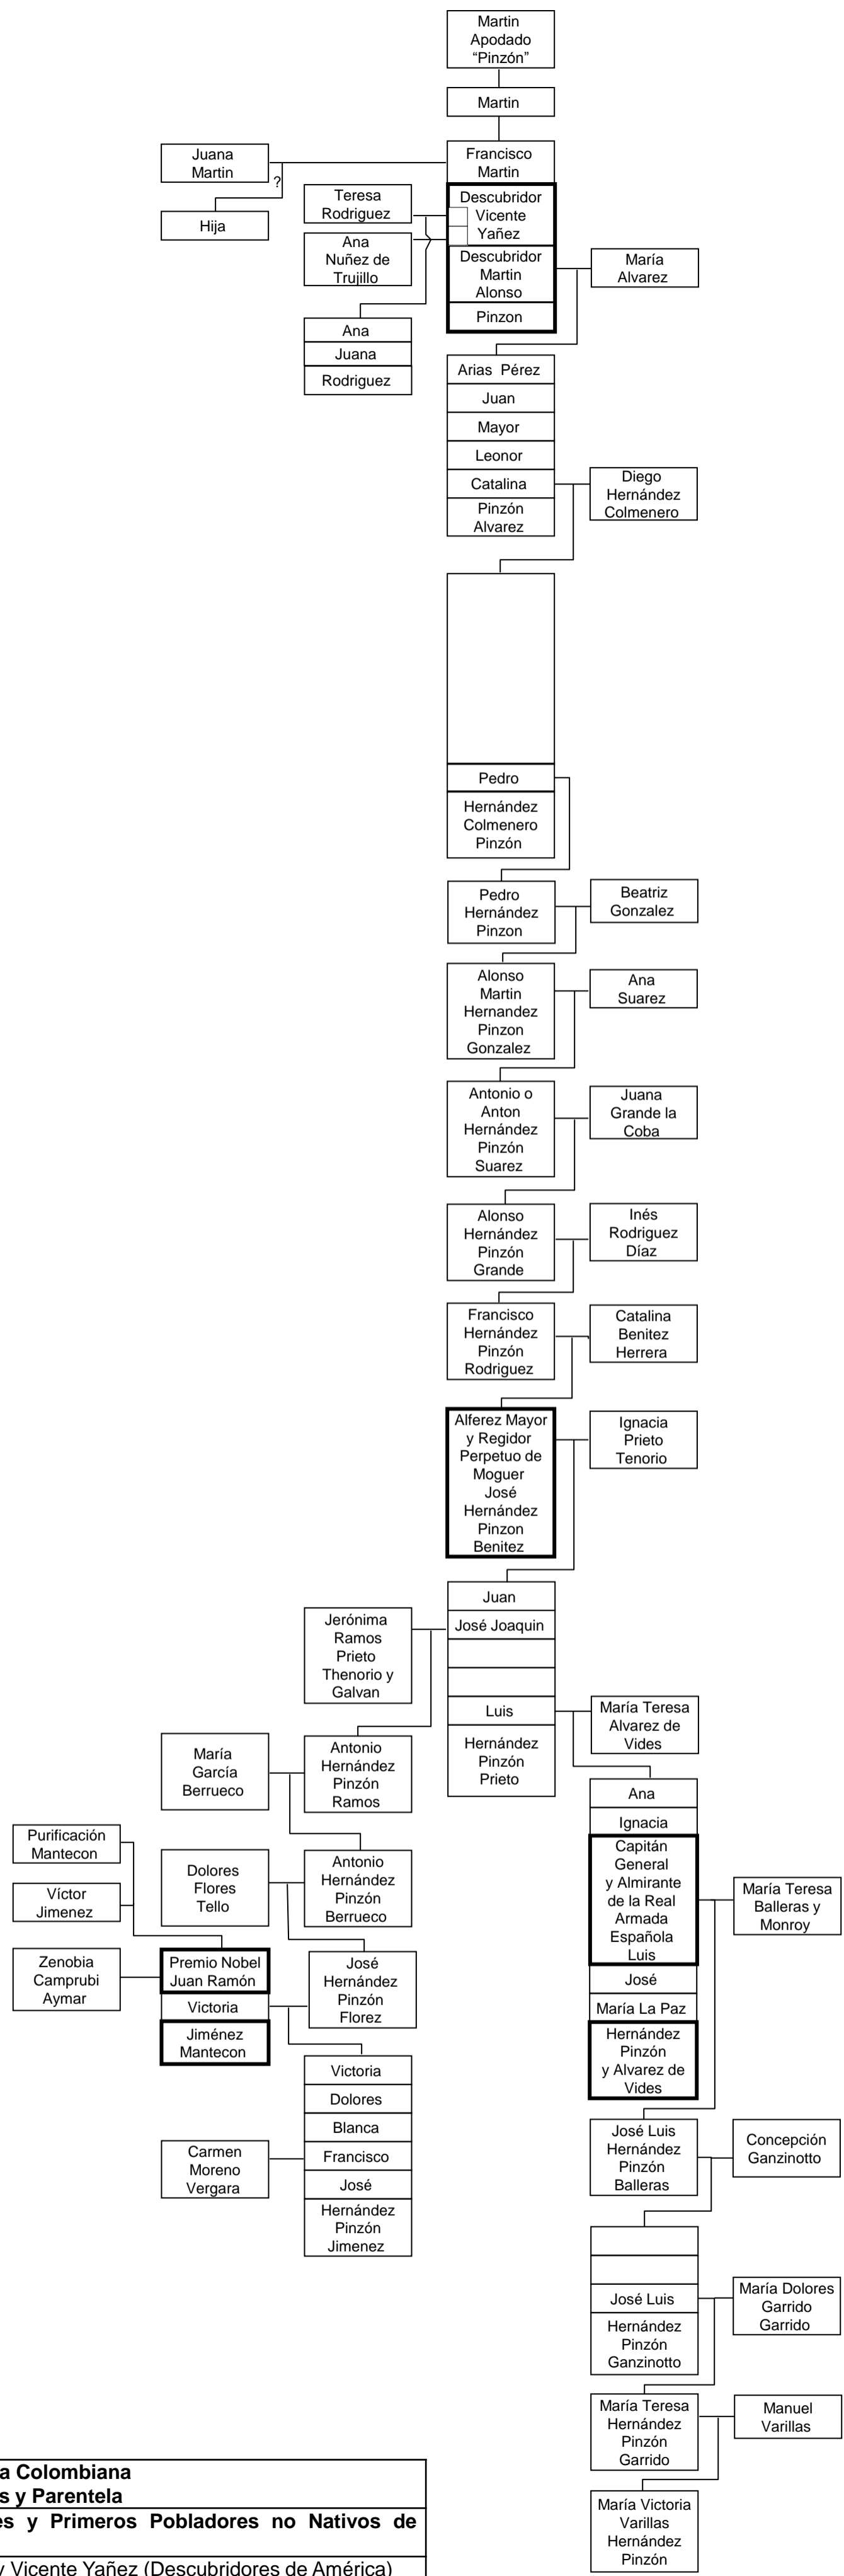 Martin
Apodado
“Pinzón”
Martin
Francisco
Martin
Juana
Martin
?
Hija
Descubridor
Vicente
Yañez
Teresa
Rodriguez
Ana
Nuñez de
Trujillo
Descubridor
Martin
Alonso
Pinzon
María
Alvarez
Ana
Juana
Rodriguez
Arias Pérez
Juan
Mayor
Leonor
Catalina
Pinzón
Alvarez
Diego
Hernández
Colmenero
Pedro
Hernández
Colmenero
Pinzón
Pedro
Hernández
Pinzon
Beatriz
Gonzalez
Alonso
Martin
Hernandez
Pinzon
Gonzalez
Ana
Suarez
Antonio o
Anton
Hernández
Pinzón
Suarez
Juana
Grande la
Coba
Alonso
Hernández
Pinzón
Grande
Inés
Rodriguez
Díaz
Francisco
Hernández
Pinzón
Rodriguez
Catalina
Benitez
Herrera
Alferez Mayor
y Regidor
Perpetuo de
Moguer
José
Hernández
Pinzon
Benitez
Ignacia
Prieto
Tenorio
Juan
José Joaquin
Luis
Hernández
Pinzón
Prieto
Jerónima
Ramos
Prieto
Thenorio y
Galvan
María Teresa
Alvarez de
Vides
María
García
Berrueco
Antonio
Hernández
Pinzón
Ramos
Ana
Ignacia
Capitán
General
y Almirante
de la Real
Armada
Española
Luis
José
María La Paz
Hernández
Pinzón
y Alvarez de
Vides
María Teresa
Balleras y
Monroy
Purificación
Mantecon
Víctor
Jimenez
Dolores
Flores
Tello
Antonio
Hernández
Pinzón
Berrueco
Zenobia
Camprubi
Aymar
Premio Nobel
Juan Ramón
Victoria
Jiménez
Mantecon
José
Hernández
Pinzón
Florez
Victoria
Dolores
Blanca
Francisco
José
Hernández
Pinzón
Jimenez
Carmen
Moreno
Vergara
José Luis
Hernández
Pinzón
Balleras
Concepción
Ganzinotto
José Luis
Hernández
Pinzón
Ganzinotto
María Dolores
Garrido
Garrido
María Teresa
Hernández
Pinzón
Garrido
Manuel
Varillas
María Victoria
Varillas
Hernández
Pinzón
a Colombiana
s y Parentela
es y Primeros Pobladores no Nativos de
y Vicente Yañez (Descubridores de América)